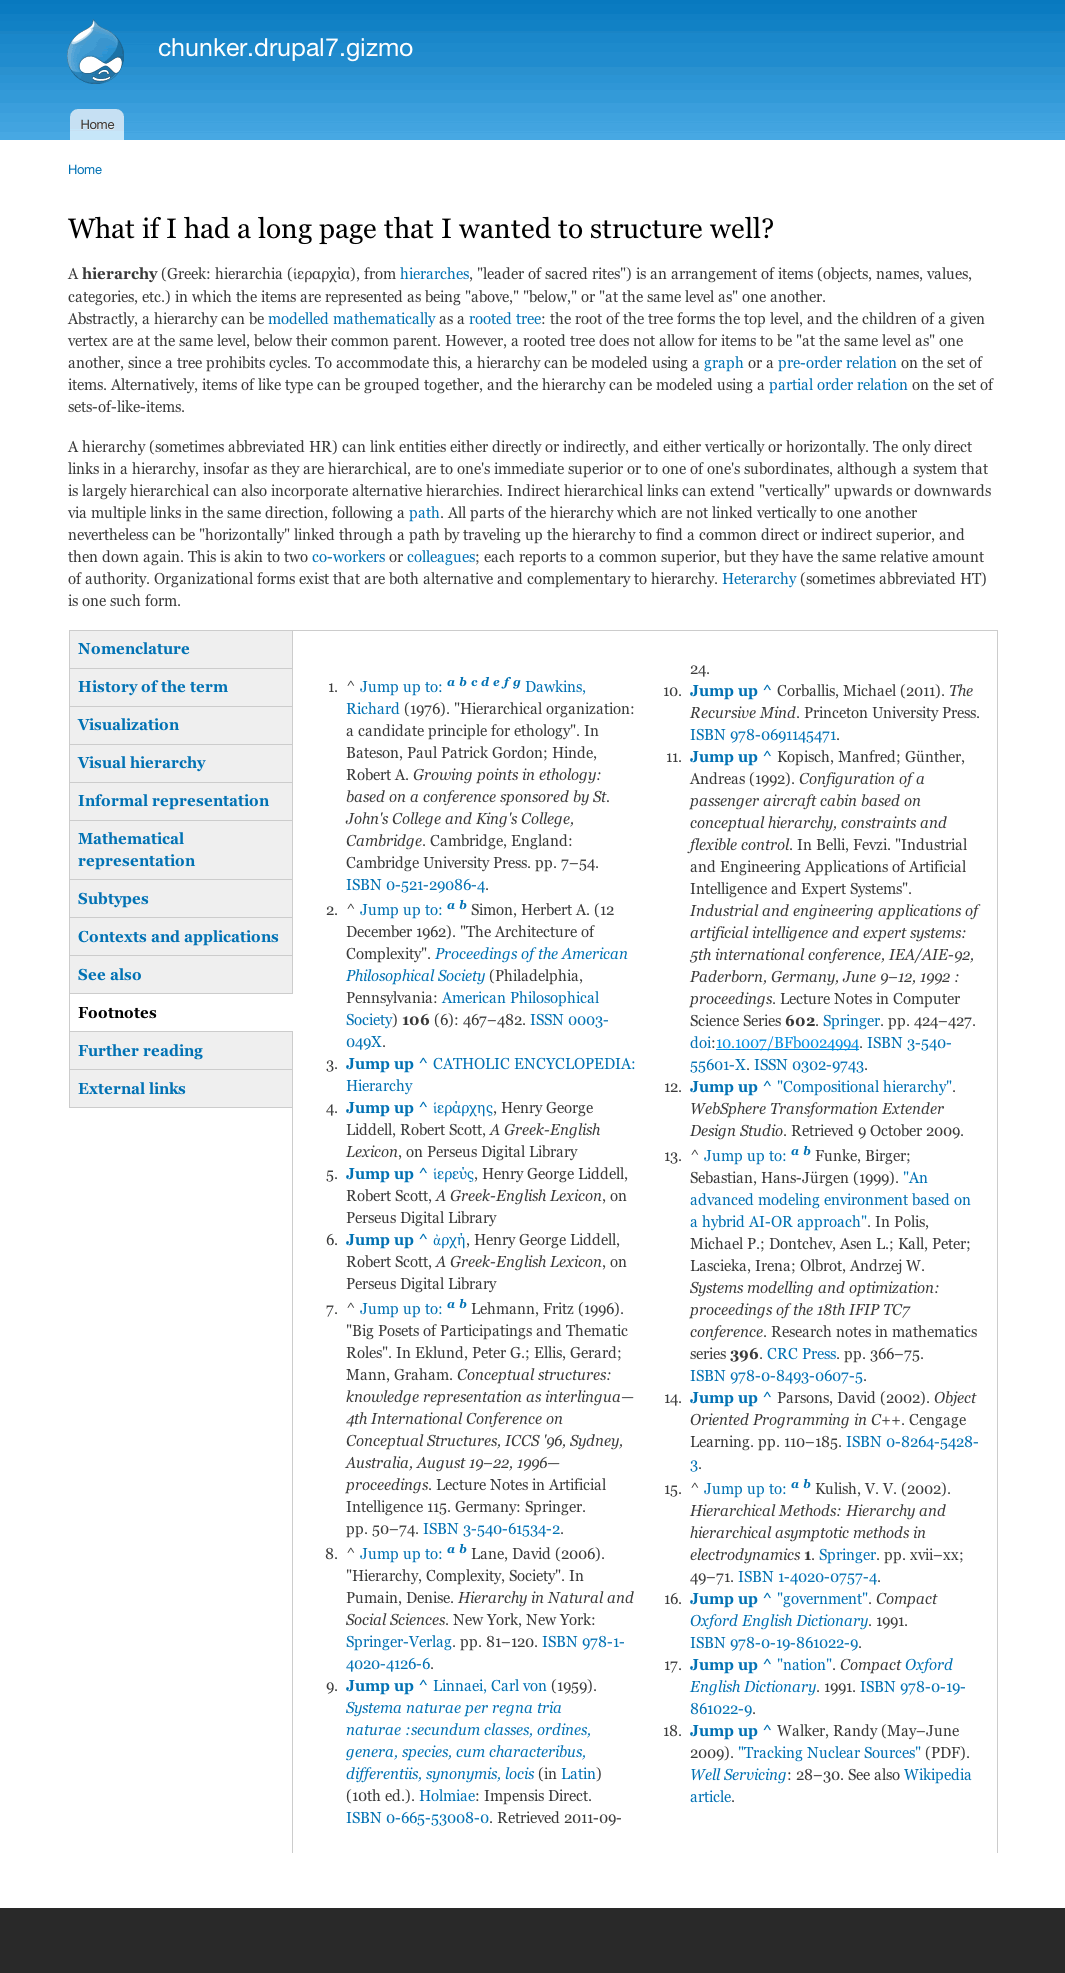 chunker.drupal7.gizmo
Home
Home
What if I had a long page that I wanted to structure well?
A hierarchy (Greek: hierarchia (ἱεραρχία), from hierarches, "leader of sacred rites") is an arrangement of items (objects, names, values,
categories, etc.) in which the items are represented as being "above," "below," or "at the same level as" one another.
Abstractly, a hierarchy can be modelled mathematically as a rooted tree: the root of the tree forms the top level, and the children of a given
vertex are at the same level, below their common parent. However, a rooted tree does not allow for items to be "at the same level as" one
another, since a tree prohibits cycles. To accommodate this, a hierarchy can be modeled using a graph or a pre-order relation on the set of
items. Alternatively, items of like type can be grouped together, and the hierarchy can be modeled using a partial order relation on the set of
sets-of-like-items.
A hierarchy (sometimes abbreviated HR) can link entities either directly or indirectly, and either vertically or horizontally. The only direct
links in a hierarchy, insofar as they are hierarchical, are to one's immediate superior or to one of one's subordinates, although a system that
is largely hierarchical can also incorporate alternative hierarchies. Indirect hierarchical links can extend "vertically" upwards or downwards
via multiple links in the same direction, following a path. All parts of the hierarchy which are not linked vertically to one another
nevertheless can be "horizontally" linked through a path by traveling up the hierarchy to find a common direct or indirect superior, and
then down again. This is akin to two co-workers or colleagues; each reports to a common superior, but they have the same relative amount
of authority. Organizational forms exist that are both alternative and complementary to hierarchy. Heterarchy (sometimes abbreviated HT)
is one such form.
Nomenclature
History of the term
Visualization
Visual hierarchy
Informal representation
Mathematical
representation
Subtypes
Contexts and applications
See also
Footnotes
Further reading
External links
1. ^ Jump up to: a b c d e f g Dawkins,
Richard (1976). "Hierarchical organization:
a candidate principle for ethology". In
Bateson, Paul Patrick Gordon; Hinde,
Robert A. Growing points in ethology:
based on a conference sponsored by St.
John's College and King's College,
Cambridge. Cambridge, England:
Cambridge University Press. pp. 7–54.
ISBN 0-521-29086-4.
2. ^ Jump up to: a b Simon, Herbert A. (12
December 1962). "The Architecture of
Complexity". Proceedings of the American
Philosophical Society (Philadelphia,
Pennsylvania: American Philosophical
Society) 106 (6): 467–482. ISSN 0003-
049X.
3. Jump up ^ CATHOLIC ENCYCLOPEDIA:
Hierarchy
4. Jump up ^ ἱεράρχης, Henry George
Liddell, Robert Scott, A Greek-English
Lexicon, on Perseus Digital Library
5. Jump up ^ ἱερεύς, Henry George Liddell,
Robert Scott, A Greek-English Lexicon, on
Perseus Digital Library
6. Jump up ^ ἀρχή, Henry George Liddell,
Robert Scott, A Greek-English Lexicon, on
Perseus Digital Library
7. ^ Jump up to: a b Lehmann, Fritz (1996).
"Big Posets of Participatings and Thematic
Roles". In Eklund, Peter G.; Ellis, Gerard;
Mann, Graham. Conceptual structures:
knowledge representation as interlingua—
4th International Conference on
Conceptual Structures, ICCS '96, Sydney,
Australia, August 19–22, 1996—
proceedings. Lecture Notes in Artificial
Intelligence 115. Germany: Springer.
pp. 50–74. ISBN 3-540-61534-2.
8. ^ Jump up to: a b Lane, David (2006).
"Hierarchy, Complexity, Society". In
Pumain, Denise. Hierarchy in Natural and
Social Sciences. New York, New York:
Springer-Verlag. pp. 81–120. ISBN 978-1-
4020-4126-6.
9. Jump up ^ Linnaei, Carl von (1959).
Systema naturae per regna tria
naturae :secundum classes, ordines,
genera, species, cum characteribus,
differentiis, synonymis, locis (in Latin)
(10th ed.). Holmiae: Impensis Direct.
ISBN 0-665-53008-0. Retrieved 2011-09-
24.
10. Jump up ^ Corballis, Michael (2011). The
Recursive Mind. Princeton University Press.
ISBN 978-0691145471.
11. Jump up ^ Kopisch, Manfred; Günther,
Andreas (1992). Configuration of a
passenger aircraft cabin based on
conceptual hierarchy, constraints and
flexible control. In Belli, Fevzi. "Industrial
and Engineering Applications of Artificial
Intelligence and Expert Systems".
Industrial and engineering applications of
artificial intelligence and expert systems:
5th international conference, IEA/AIE-92,
Paderborn, Germany, June 9–12, 1992 :
proceedings. Lecture Notes in Computer
Science Series 602. Springer. pp. 424–427.
doi:10.1007/BFb0024994. ISBN 3-540-
55601-X. ISSN 0302-9743.
12. Jump up ^ "Compositional hierarchy".
WebSphere Transformation Extender
Design Studio. Retrieved 9 October 2009.
13. ^ Jump up to: a b Funke, Birger;
Sebastian, Hans-Jürgen (1999). "An
advanced modeling environment based on
a hybrid AI-OR approach". In Polis,
Michael P.; Dontchev, Asen L.; Kall, Peter;
Lascieka, Irena; Olbrot, Andrzej W.
Systems modelling and optimization:
proceedings of the 18th IFIP TC7
conference. Research notes in mathematics
series 396. CRC Press. pp. 366–75.
ISBN 978-0-8493-0607-5.
14. Jump up ^ Parsons, David (2002). Object
Oriented Programming in C++. Cengage
Learning. pp. 110–185. ISBN 0-8264-5428-
3.
15. ^ Jump up to: a b Kulish, V. V. (2002).
Hierarchical Methods: Hierarchy and
hierarchical asymptotic methods in
electrodynamics 1. Springer. pp. xvii–xx;
49–71. ISBN 1-4020-0757-4.
16. Jump up ^ "government". Compact
Oxford English Dictionary. 1991.
ISBN 978-0-19-861022-9.
17. Jump up ^ "nation". Compact Oxford
English Dictionary. 1991. ISBN 978-0-19-
861022-9.
18. Jump up ^ Walker, Randy (May–June
2009). "Tracking Nuclear Sources" (PDF).
Well Servicing: 28–30. See also Wikipedia
article.